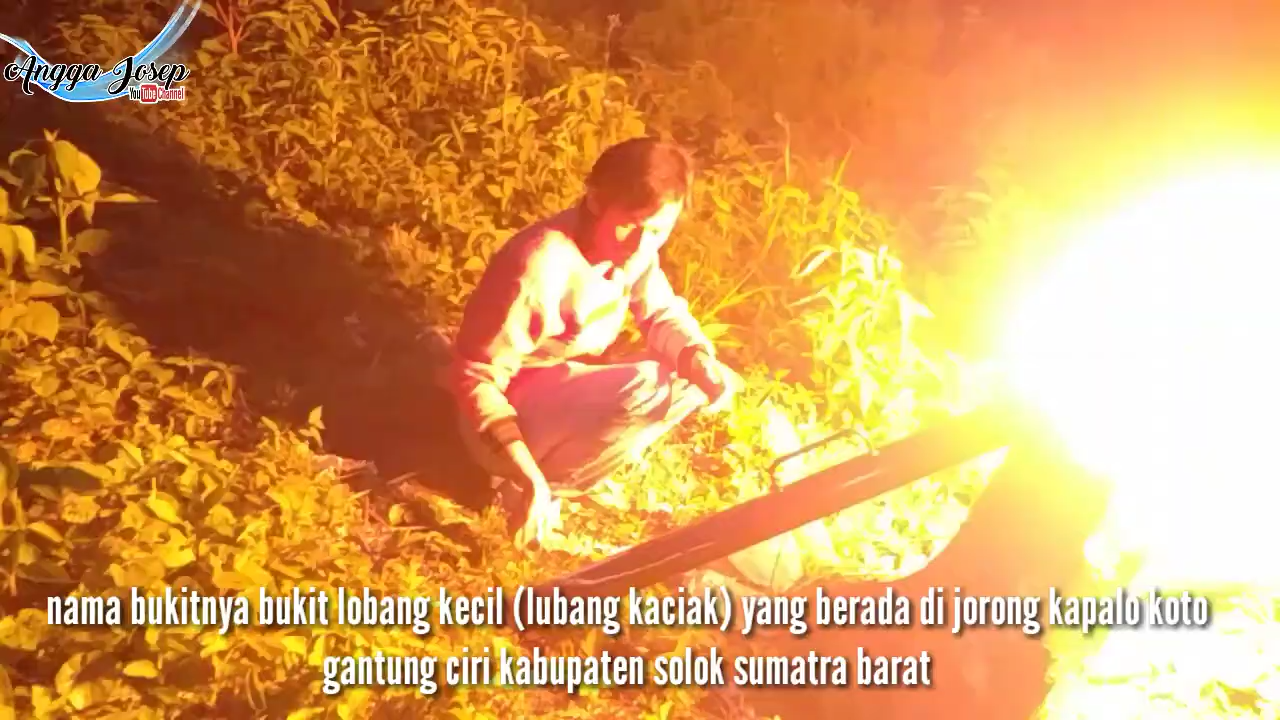 Angga Josep
YouTube Channel
nama bukitnya bukit lobang kecil (lubang kaciak) yang berada di jorong kapalo koto
gantung ciri kabupaten solok sumatra barat